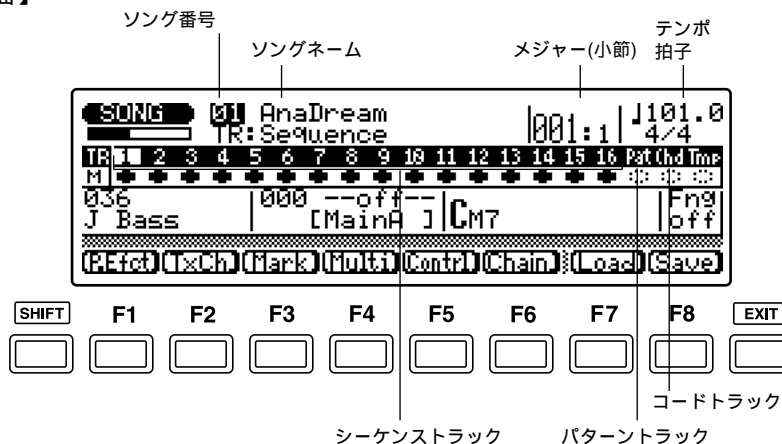 曲】
ソング番号
ソングネーム
メジャー(小節)
テンポ
拍子
SONG 01 AnaDream 001:1 ♩101.0
TR:Sequence 4/4
TR 1 2 3 4 5 6 7 8 9 10 11 12 13 14 15 16 Pat Chd Tmp
M
036 000 --off-- CM7 Fng
J Bass [MainA ] off
P.Efct TxCh Mark Multi Contrl Chain Load Save
SHIFT F1 F2 F3 F4 F5 F6 F7 F8 EXIT
コードトラック
シーケンストラック パターントラック